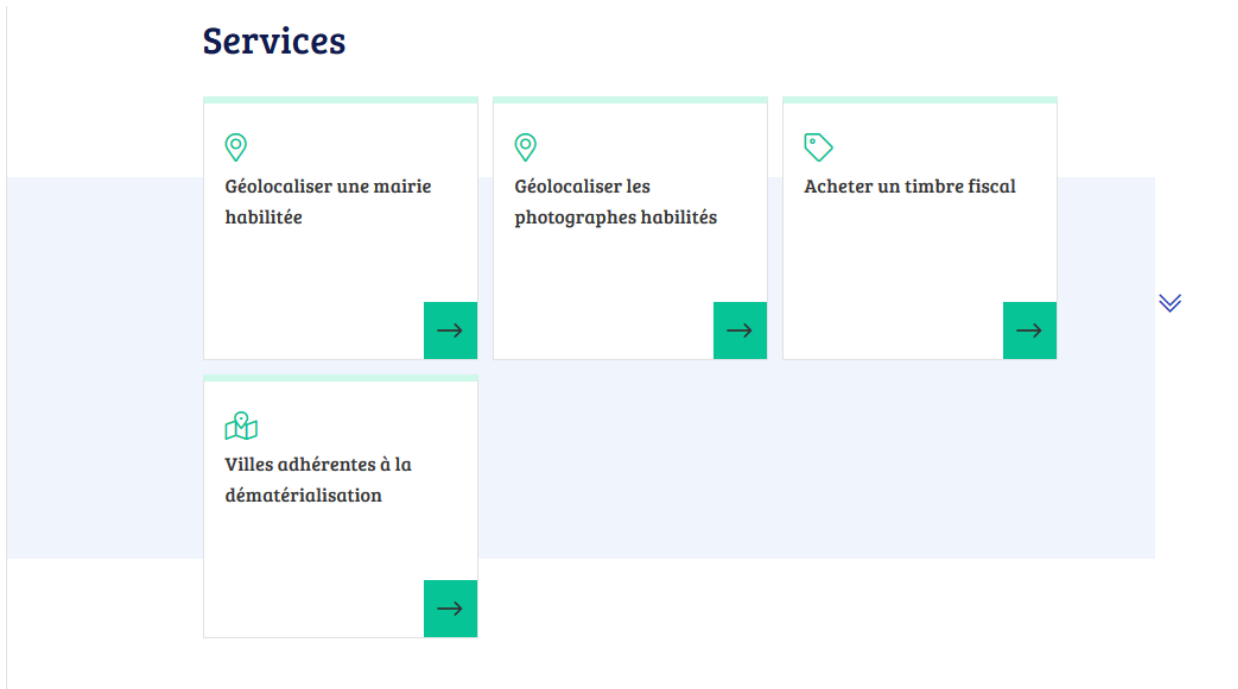 Services
Géolocaliser une mairie
habilitée
Géolocaliser les
photographes habilités
Acheter un timbre fiscal
Villes adhérentes à la
dématérialisation